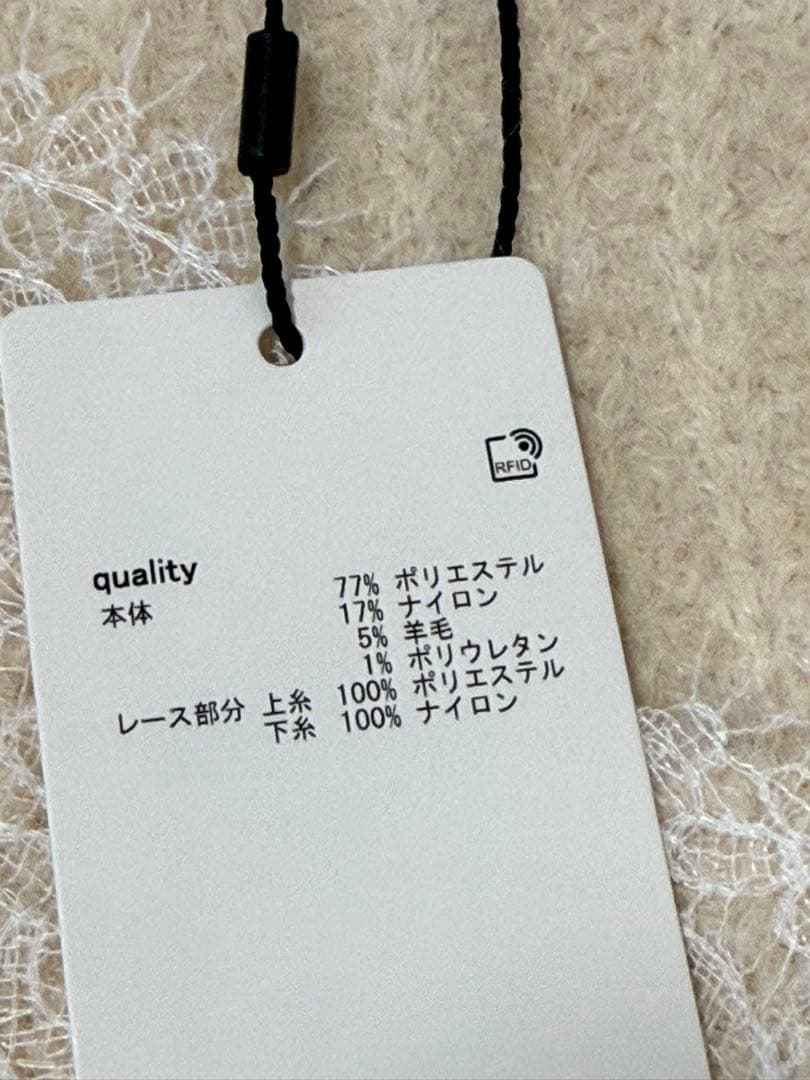 RFID
quality
本体 77% ポリエステル
17% ナイロン
5% 羊毛
1% ポリウレタン
レース部分 上糸 100% ポリエステル
下糸 100% ナイロン